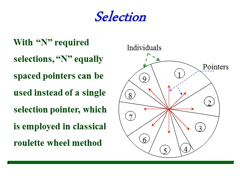 Selection
With “N” required
selections, “N” equally
spaced pointers can be
used instead of a single
selection pointer, which
is employed in classical
roulette wheel method
Individuals
Pointers
1
2
3
4
5
6
7
8
9